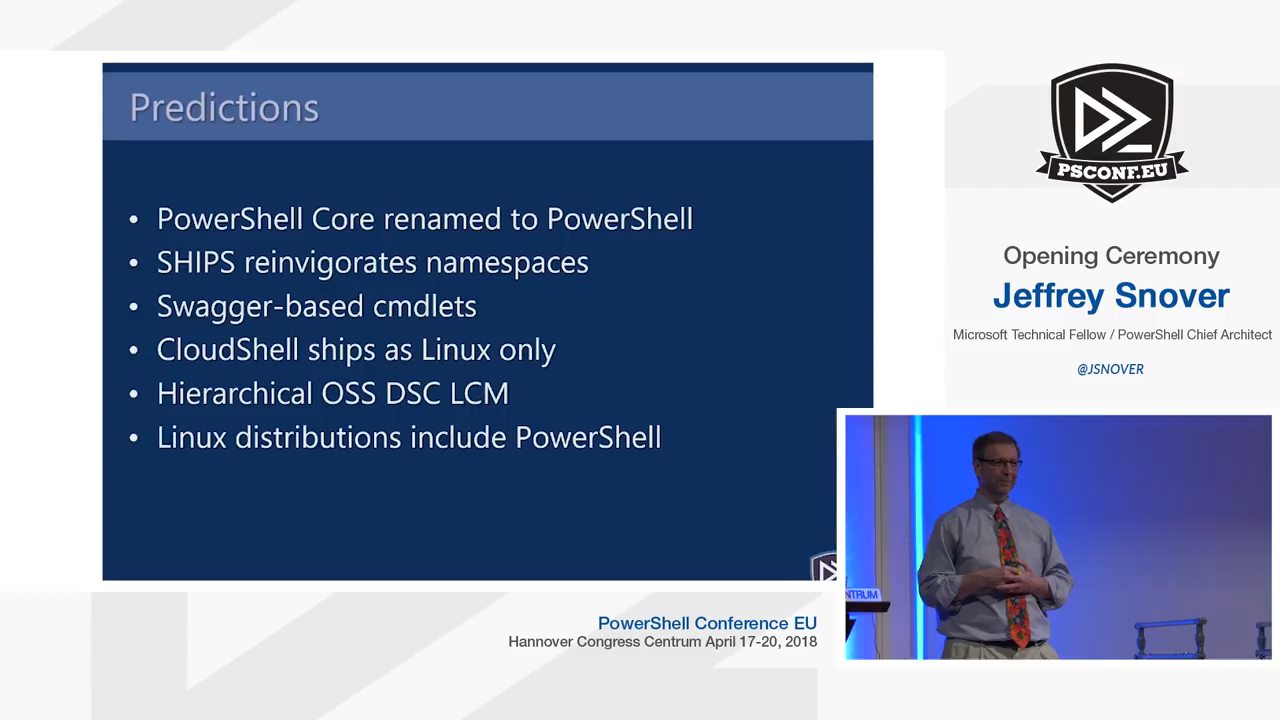 Predictions
• PowerShell Core renamed to PowerShell
• SHIPS reinvigorates namespaces
• Swagger-based cmdlets
• CloudShell ships as Linux only
• Hierarchical OSS DSC LCM
• Linux distributions include PowerShell
PSCONF.EU
Opening Ceremony
Jeffrey Snover
Microsoft Technical Fellow / PowerShell Chief Architect
@JSNOVER
NTRUM
PowerShell Conference EU
Hannover Congress Centrum April 17-20, 2018